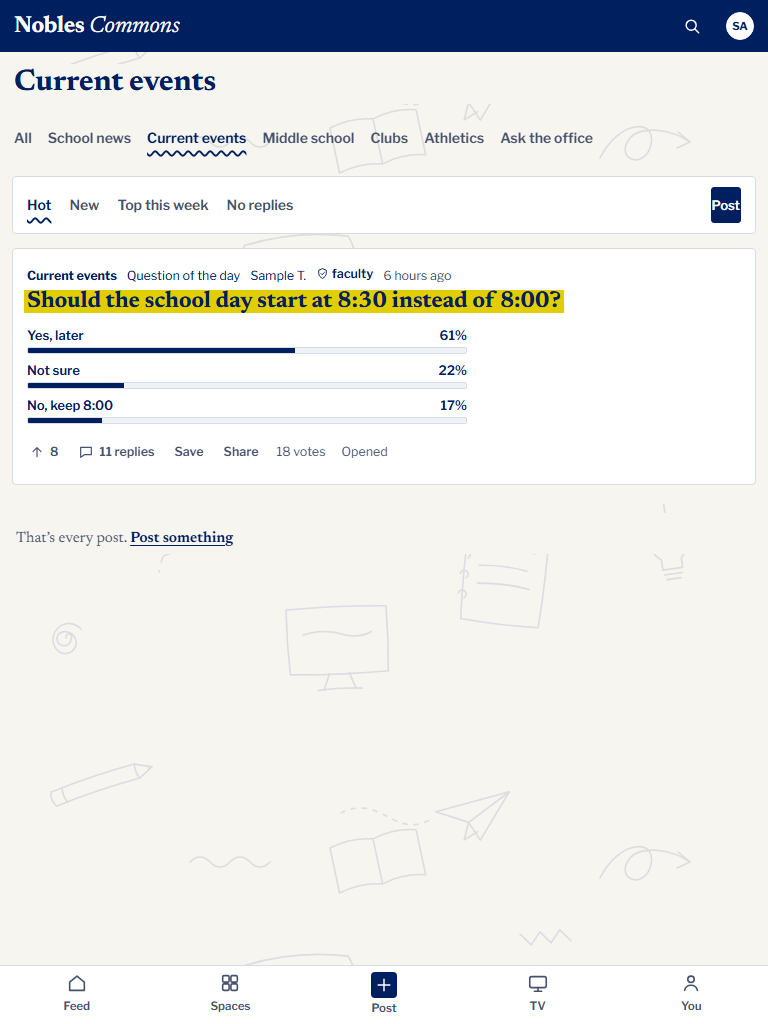 Nobles Commons
SA
Current events
All School news Current events Middle school Clubs Athletics Ask the office
Hot New Top this week No replies
Post
Current events Question of the day Sample T. faculty 6 hours ago
Should the school day start at 8:30 instead of 8:00?
Yes, later 61%
Not sure 22%
No, keep 8:00 17%
8 11 replies Save Share 18 votes Opened
That's every post. Post something
Feed Spaces Post TV You